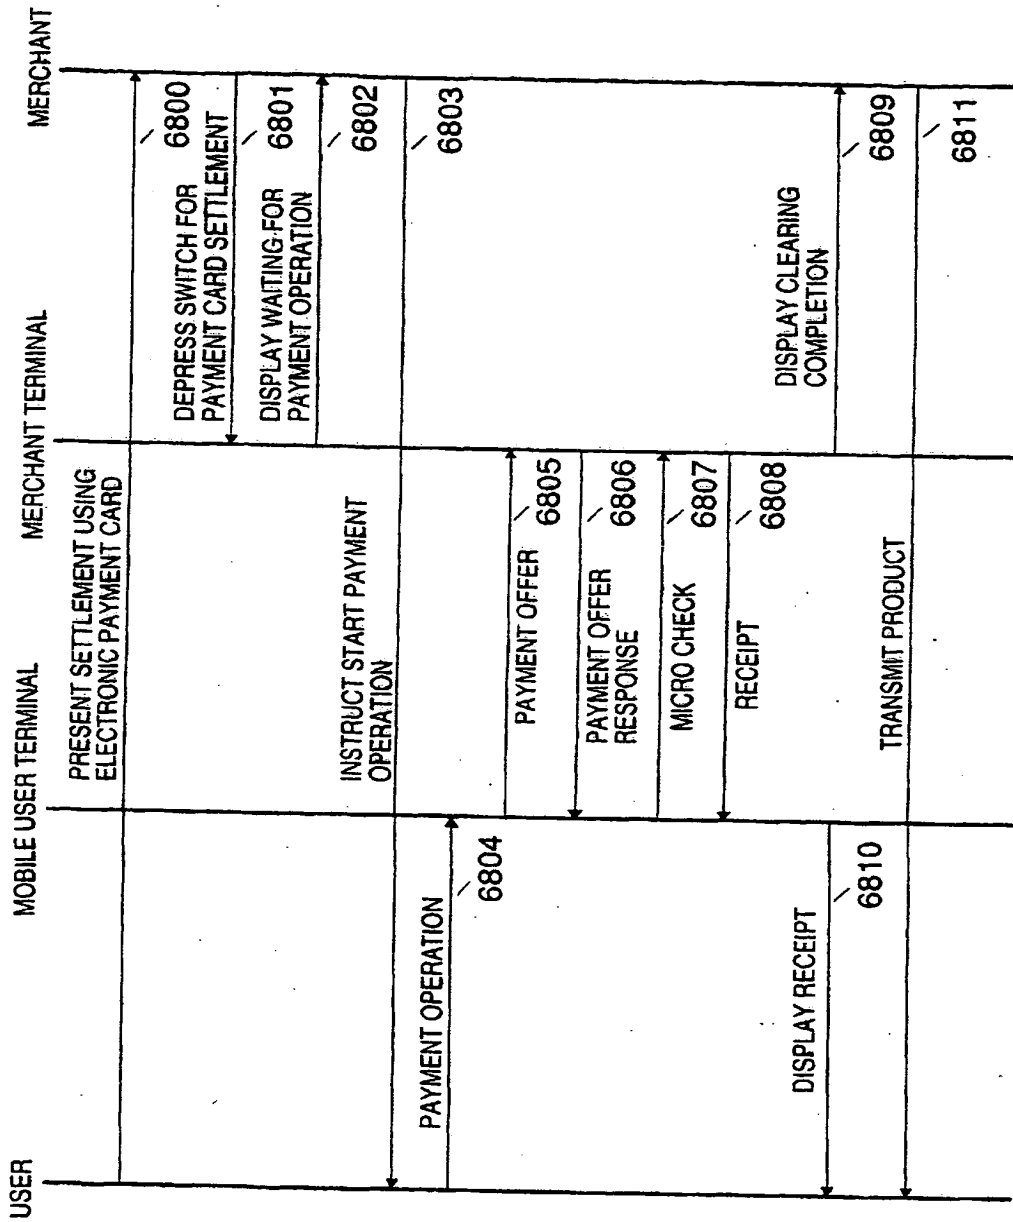 USER
MOBILE USER TERMINAL
MERCHANT TERMINAL
MERCHANT
PRESENT SETTLEMENT USING
ELECTRONIC PAYMENT CARD
6800
DEPRESS SWITCH FOR
PAYMENT CARD SETTLEMENT
6801
DISPLAY WAITING FOR
PAYMENT OPERATION
6802
INSTRUCT START PAYMENT
OPERATION
6803
PAYMENT OPERATION
6804
PAYMENT OFFER
6805
PAYMENT OFFER
RESPONSE
6806
MICRO CHECK
6807
RECEIPT
6808
DISPLAY CLEARING
COMPLETION
6809
DISPLAY RECEIPT
6810
TRANSMIT PRODUCT
6811